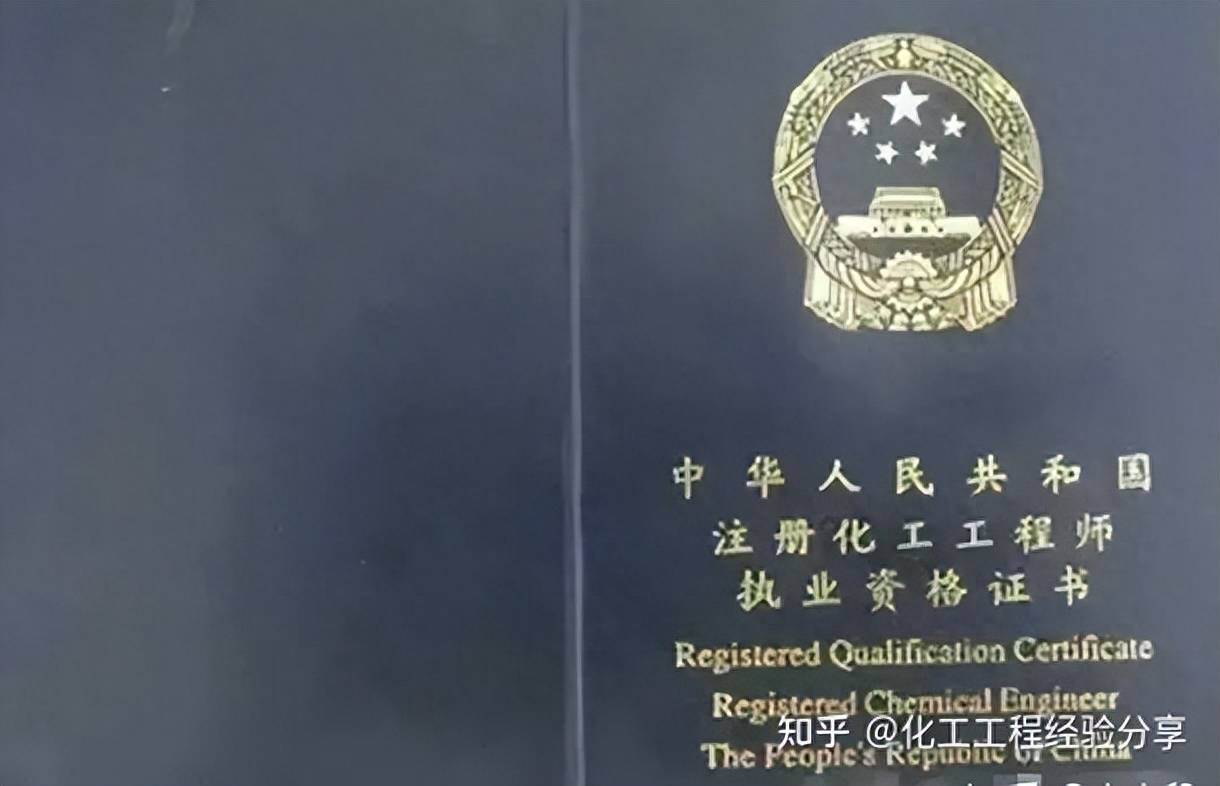 中华人民共和国
注册化工工程师
执业资格证书
Registered Qualification Certificate
Registered Chemical Engineer
知乎 @化工工程经验分享
The People's Republic of China